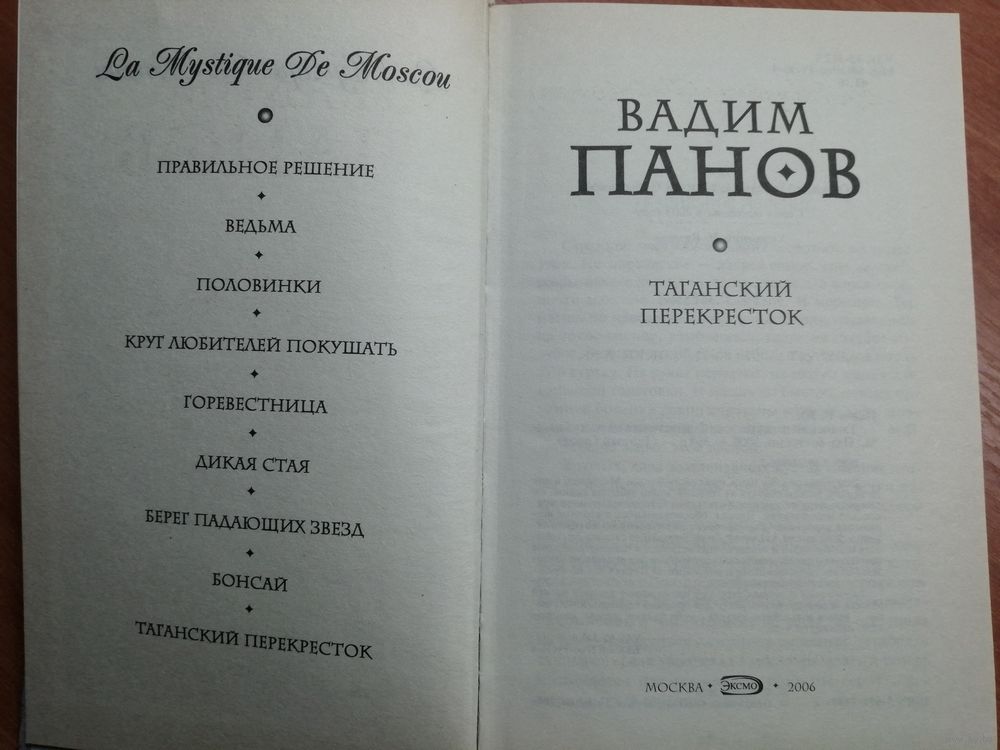 La Mystique De Moscou
ПРАВИЛЬНОЕ РЕШЕНИЕ
ВЕДЬМА
ПОЛОВИНКИ
КРУГ ЛЮБИТЕЛЕЙ ПОКУШАТЬ
ГОРЕВЕСТНИЦА
ДИКАЯ СТАЯ
БЕРЕГ ПАДАЮЩИХ ЗВЕЗД
БОНСАЙ
ТАГАНСКИЙ ПЕРЕКРЕСТОК
ВАДИМ
ПАНОВ
ТАГАНСКИЙ
ПЕРЕКРЕСТОК
МОСКВА ✦ ЭКСМО ✦ 2006